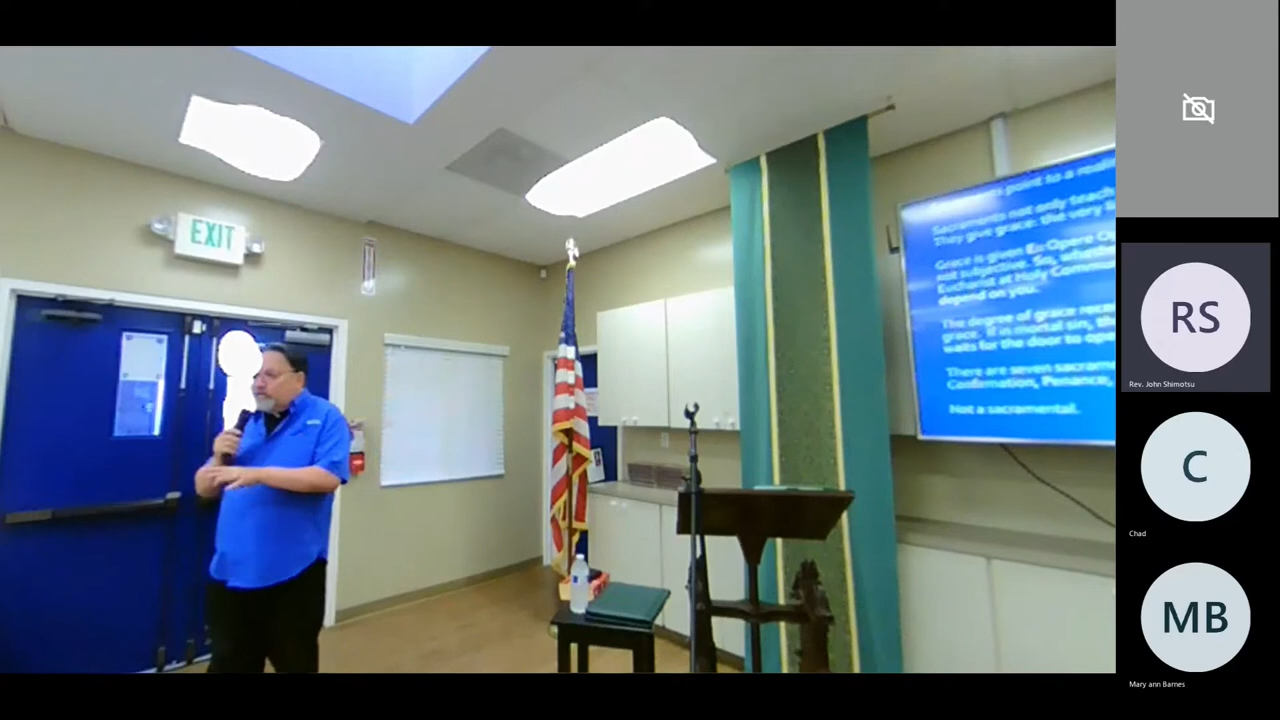 EXIT
ents point to a reali
Sacraments not only teach
They give grace: the very li
Grace is given Ex Opere Op
not subjective. So, wheth
Eucharist at Holy Commu
depend on you.
The degree of grace rece
grace. If in mortal sin, th
waits for the door to ope
There are seven sacram
Confirmation, Penance,
Not a sacramental.
RS
Rev. John Shimotsu
C
Chad
MB
Mary ann Barnes